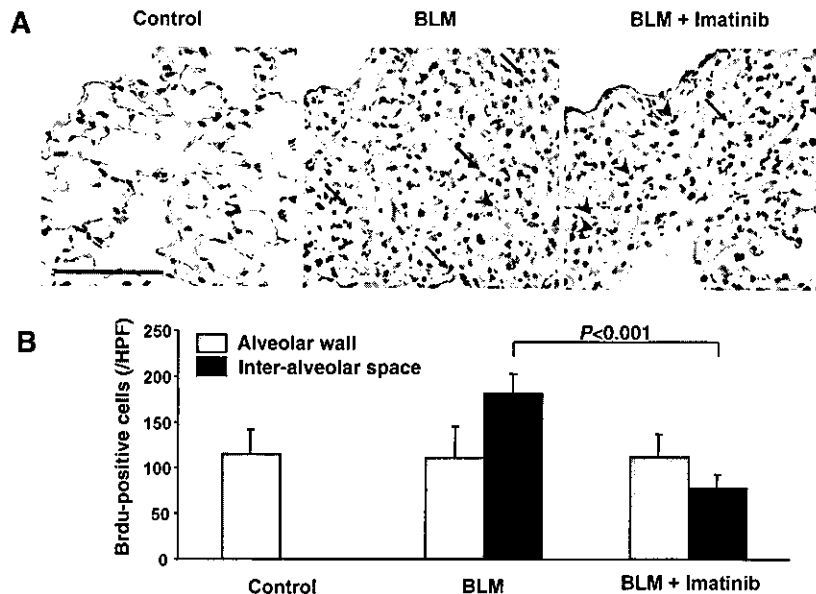 A
Control
BLM
BLM + Imatinib
B
Brdu-positive cells (/HPF)
250
200
150
100
50
0
Alveolar wall
Inter-alveolar space
P<0.001
Control
BLM
BLM + Imatinib